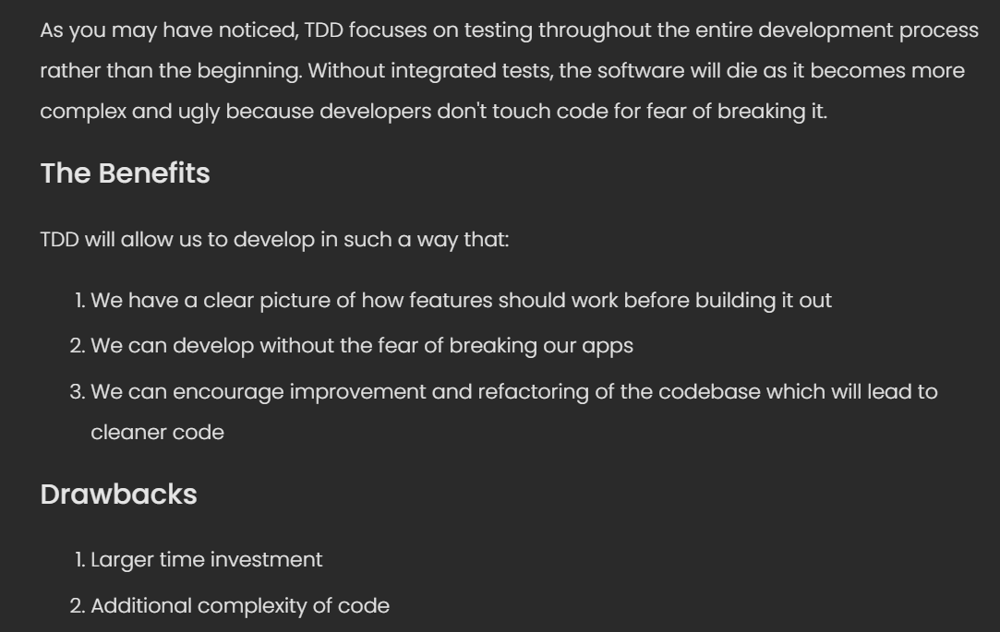 As you may have noticed, TDD focuses on testing throughout the entire development process
rather than the beginning. Without integrated tests, the software will die as it becomes more
complex and ugly because developers don't touch code for fear of breaking it.
The Benefits
TDD will allow us to develop in such a way that:
1. We have a clear picture of how features should work before building it out
2. We can develop without the fear of breaking our apps
3. We can encourage improvement and refactoring of the codebase which will lead to
cleaner code
Drawbacks
1. Larger time investment
2. Additional complexity of code